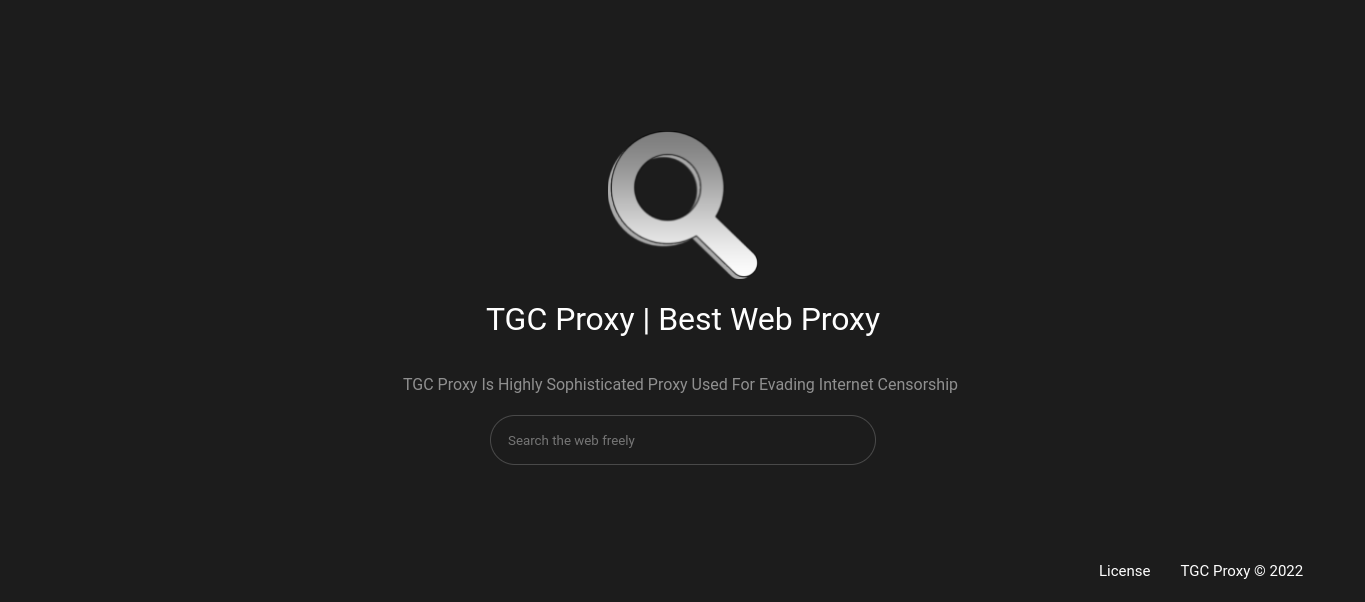 TGC Proxy | Best Web Proxy
TGC Proxy Is Highly Sophisticated Proxy Used For Evading Internet Censorship
Search the web freely
License TGC Proxy © 2022